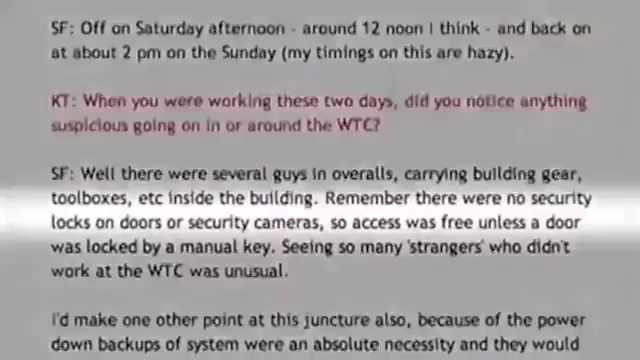 SF: Off on Saturday afternoon - around 12 noon I think - and back on
at about 2 pm on the Sunday (my timings on this are hazy).
KT: When you were working these two days, did you notice anything
suspicious going on in or around the WTC?
SF: Well there were several guys in overalls, carrying building gear,
toolboxes, etc inside the building. Remember there were no security
locks on doors or security cameras, so access was free unless a door
was locked by a manual key. Seeing so many 'strangers' who didn't
work at the WTC was unusual.
I'd make one other point at this juncture also, because of the power
down backups of system were an absolute necessity and they would